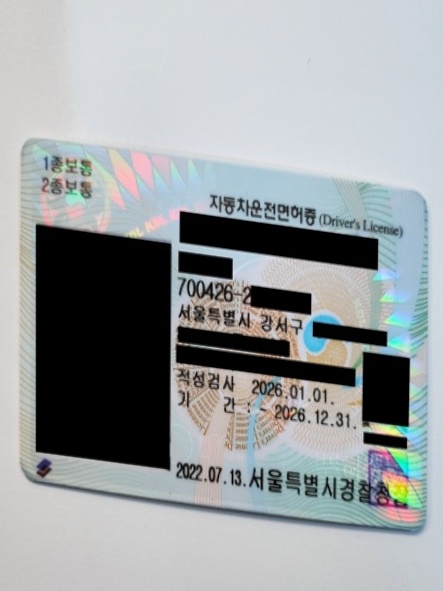 1종보통
2종보통
자동차운전면허증 (Driver's License)
700426-2
서울특별시 강서구
적성검사 2026.01.01.
기 간 : ~ 2026.12.31.
2022.07.13. 서울특별시경찰청장